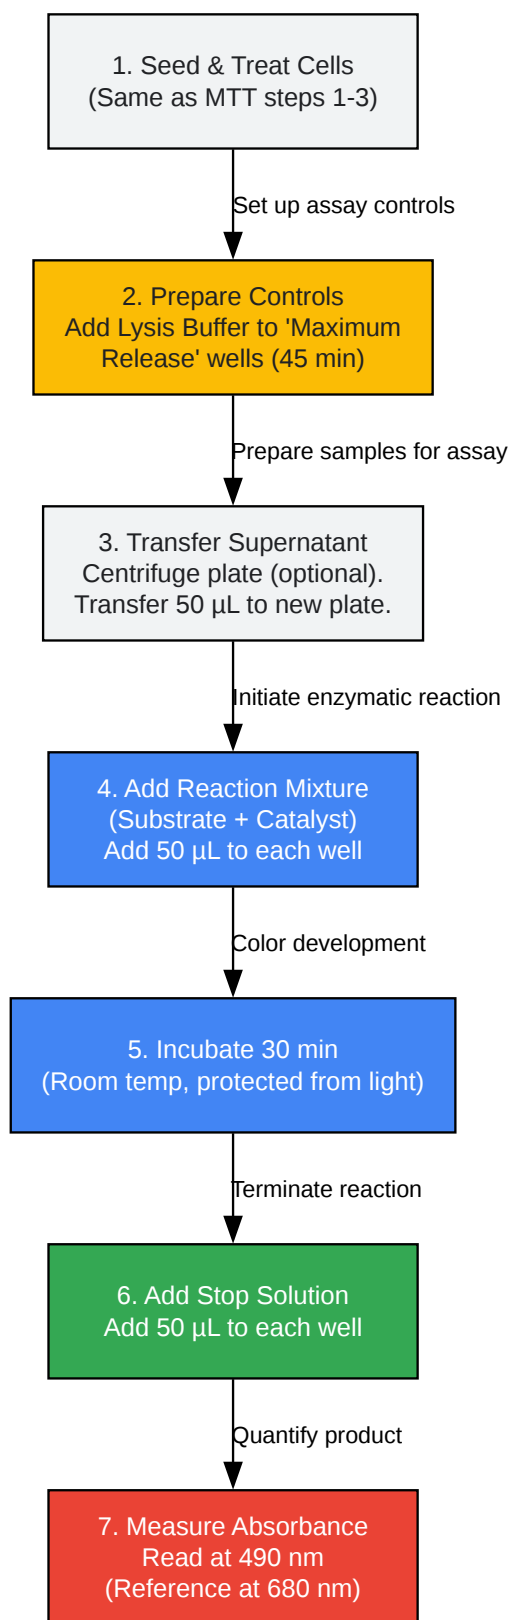 1. Seed & Treat Cells
(Same as MTT steps 1-3)
Set up assay controls
2. Prepare Controls
Add Lysis Buffer to 'Maximum
Release' wells (45 min)
Prepare samples for assay
3. Transfer Supernatant
Centrifuge plate (optional).
Transfer 50 µL to new plate.
Initiate enzymatic reaction
4. Add Reaction Mixture
(Substrate + Catalyst)
Add 50 µL to each well
Color development
5. Incubate 30 min
(Room temp, protected from light)
Terminate reaction
6. Add Stop Solution
Add 50 µL to each well
Quantify product
7. Measure Absorbance
Read at 490 nm
(Reference at 680 nm)